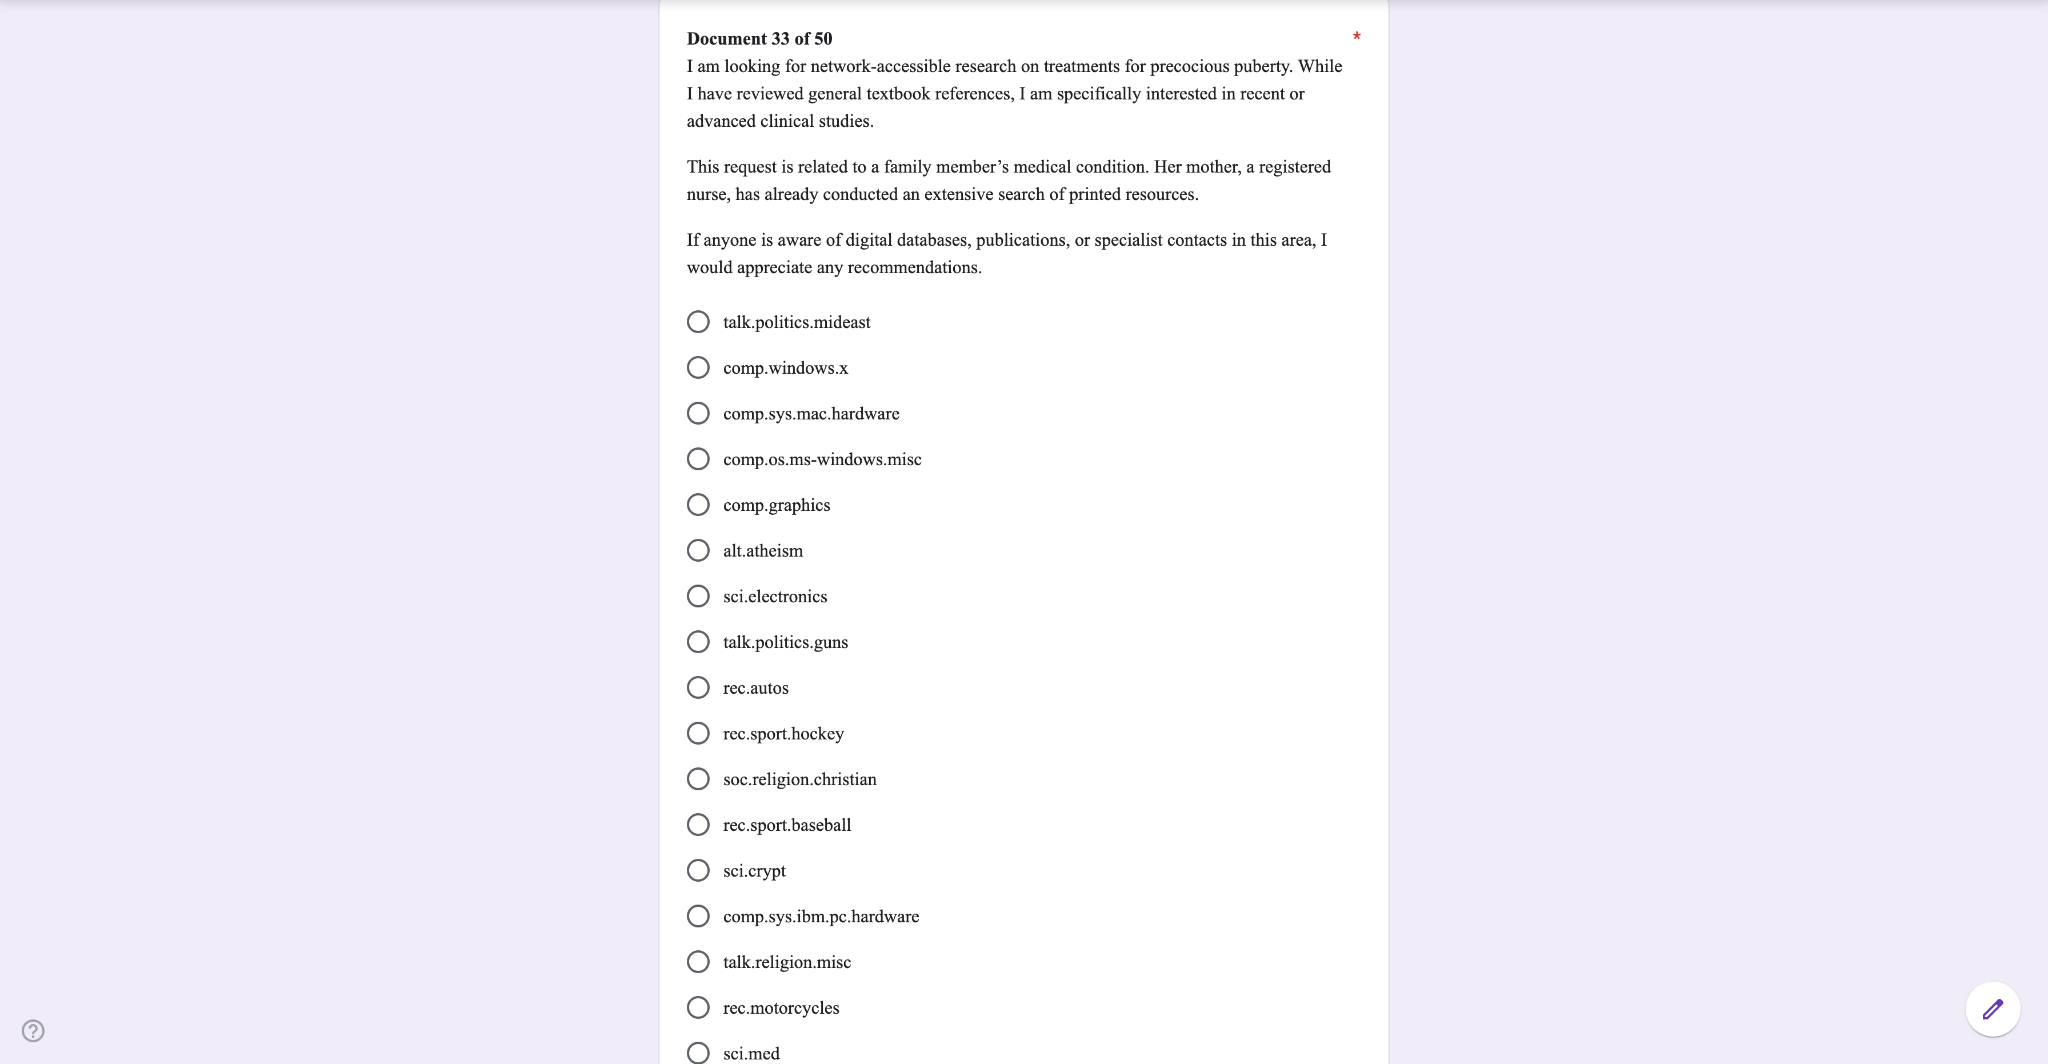 Document 33 of 50 *
I am looking for network-accessible research on treatments for precocious puberty. While
I have reviewed general textbook references, I am specifically interested in recent or
advanced clinical studies.
This request is related to a family member’s medical condition. Her mother, a registered
nurse, has already conducted an extensive search of printed resources.
If anyone is aware of digital databases, publications, or specialist contacts in this area, I
would appreciate any recommendations.
talk.politics.mideast
comp.windows.x
comp.sys.mac.hardware
comp.os.ms-windows.misc
comp.graphics
alt.atheism
sci.electronics
talk.politics.guns
rec.autos
rec.sport.hockey
soc.religion.christian
rec.sport.baseball
sci.crypt
comp.sys.ibm.pc.hardware
talk.religion.misc
rec.motorcycles
sci.med